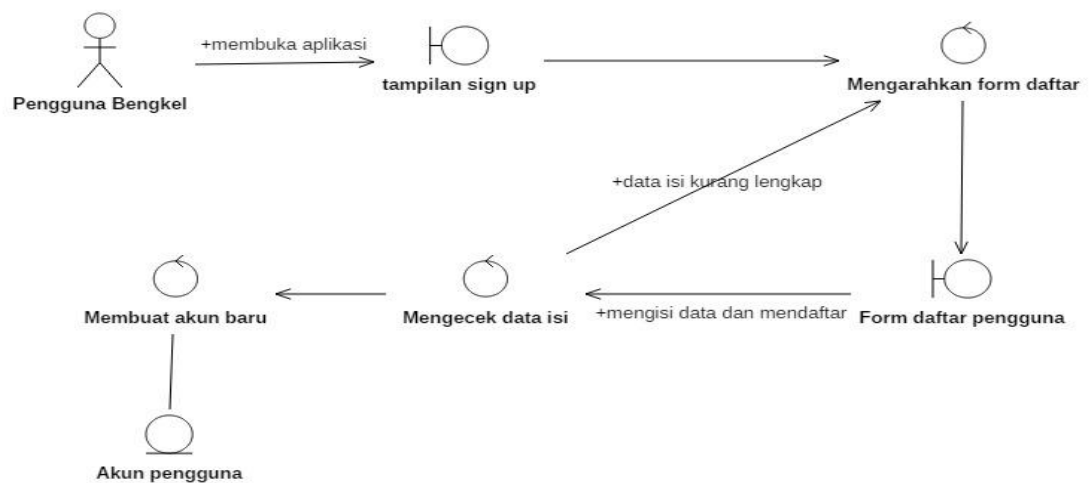 +membuka aplikasi
Pengguna Bengkel
tampilan sign up
Mengarahkan form daftar
+data isi kurang lengkap
Membuat akun baru
Mengecek data isi
+mengisi data dan mendaftar
Form daftar pengguna
Akun pengguna